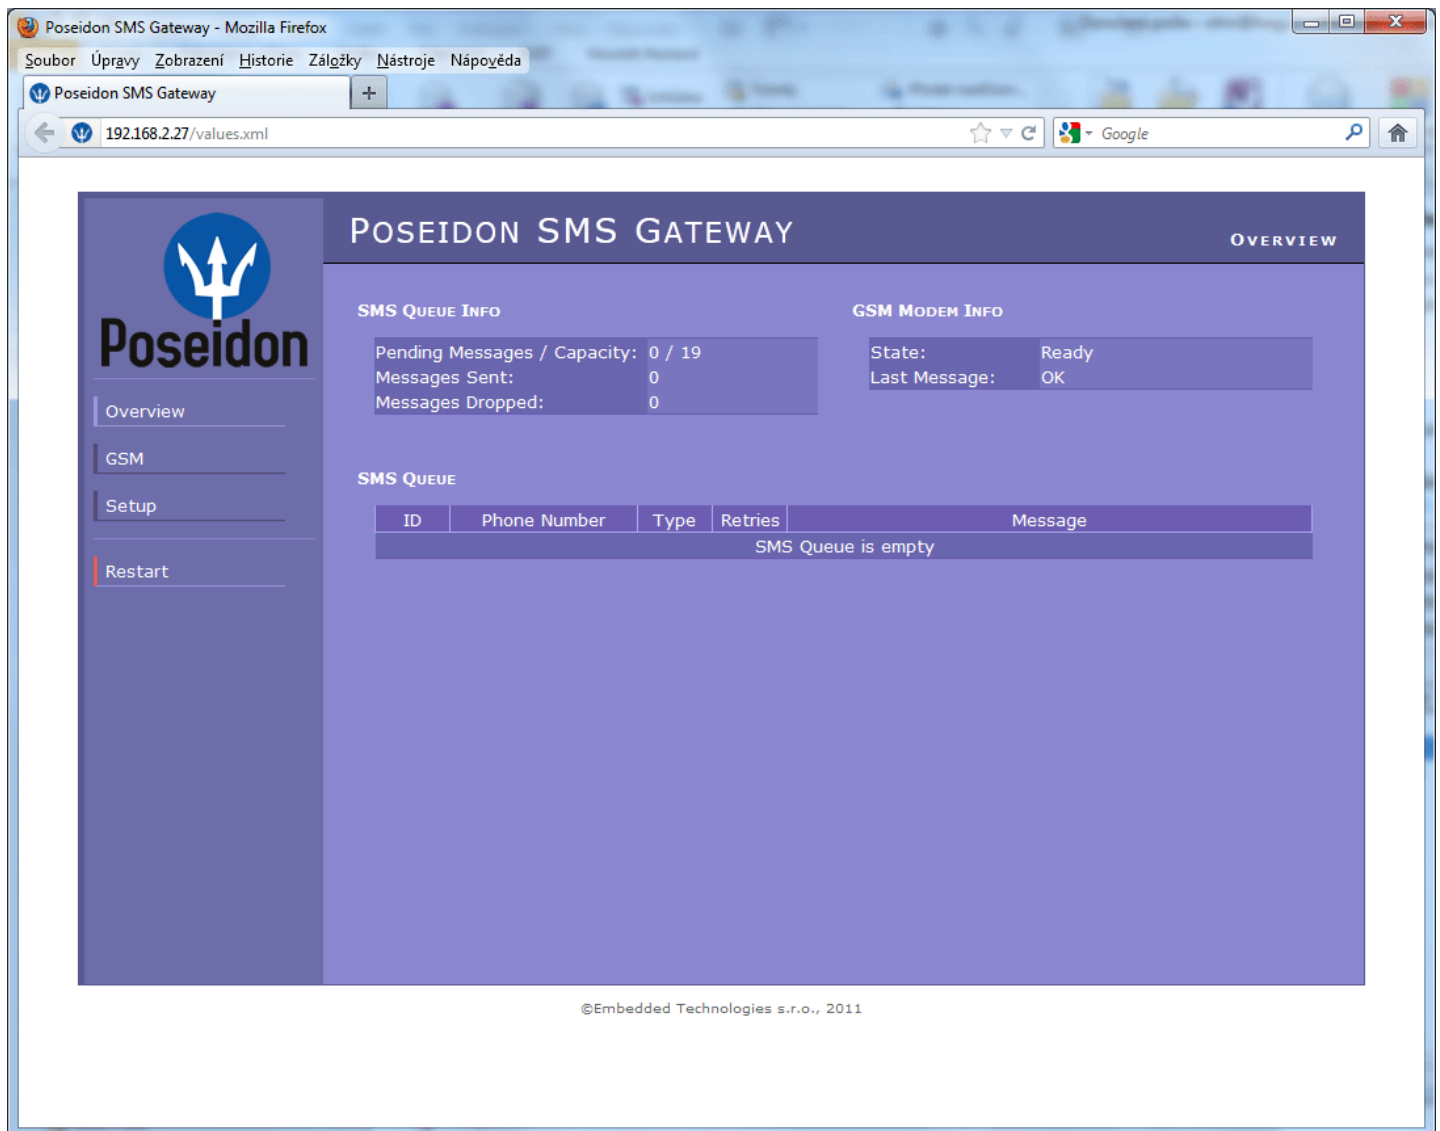 Poseidon SMS Gateway - Mozilla Firefox
Soubor Úpravy Zobrazení Historie Záložky Nástroje Nápověda
Poseidon SMS Gateway
192.168.2.27/values.xml
Google
Poseidon SMS Gateway
Overview
Poseidon
Overview
GSM
Setup
Restart
SMS Queue Info
Pending Messages / Capacity: 0 / 19
Messages Sent: 0
Messages Dropped: 0
GSM Modem Info
State: Ready
Last Message: OK
SMS Queue
ID Phone Number Type Retries Message
SMS Queue is empty
©Embedded Technologies s.r.o., 2011